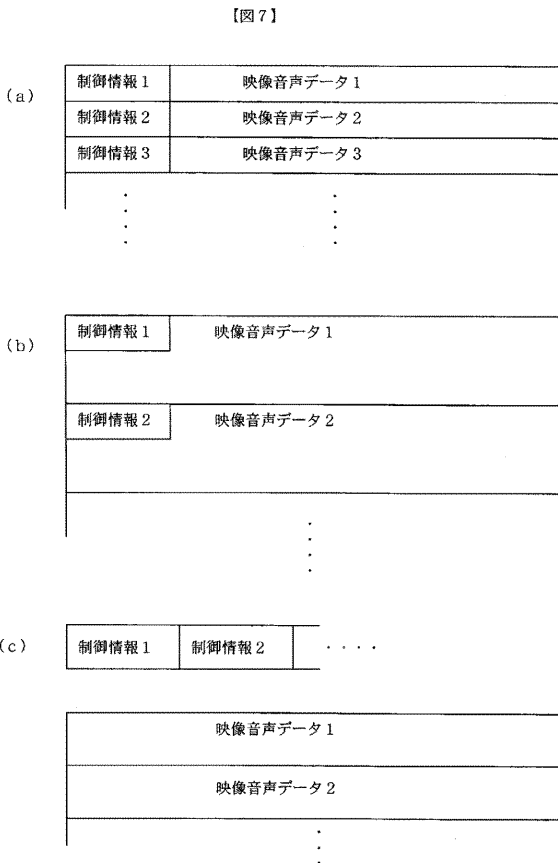 【図7】
(a)
制御情報1 映像音声データ1
制御情報2 映像音声データ2
制御情報3 映像音声データ3
(b)
制御情報1 映像音声データ1
制御情報2 映像音声データ2
(c)
制御情報1 制御情報2 ・・・・
映像音声データ1
映像音声データ2